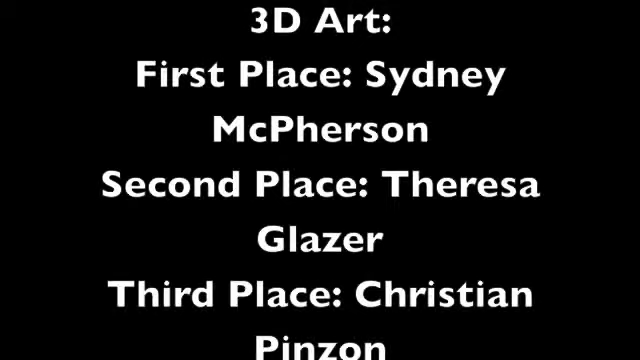 3D Art:
First Place: Sydney
McPherson
Second Place: Theresa
Glazer
Third Place: Christian
Pinzon